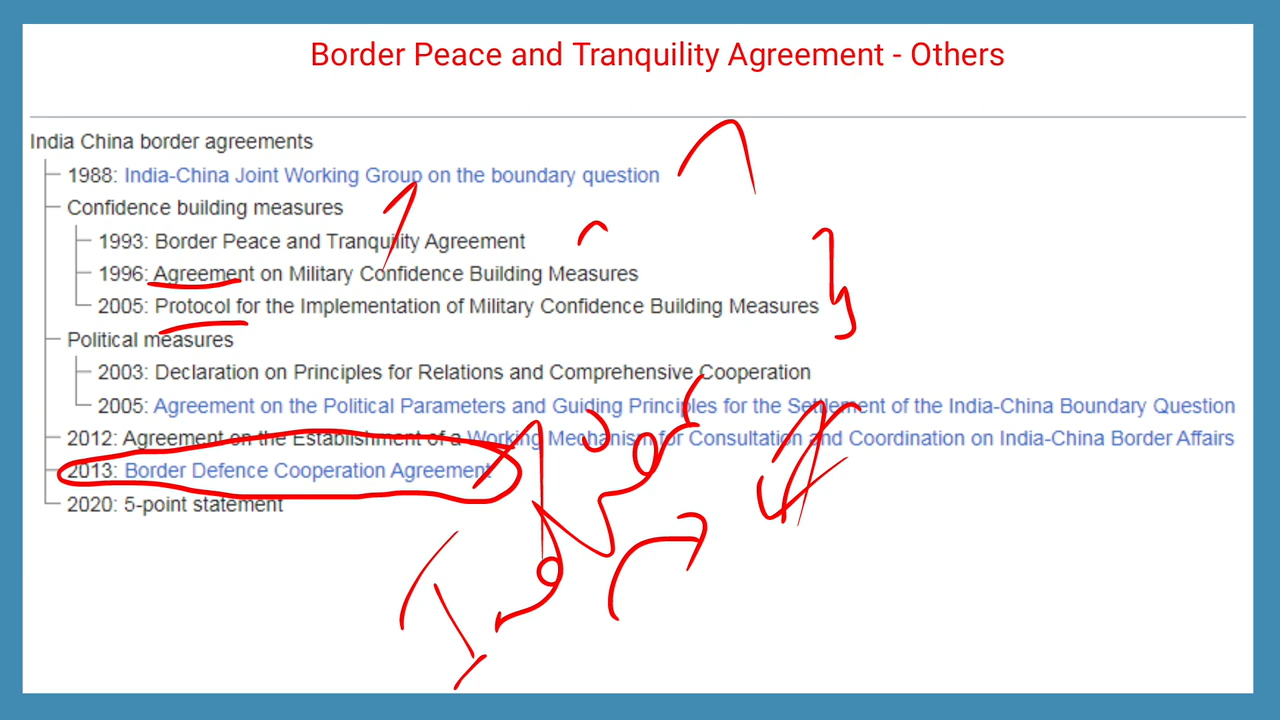 Border Peace and Tranquility Agreement - Others
India China border agreements
1988: India-China Joint Working Group on the boundary question
Confidence building measures
1993: Border Peace and Tranquility Agreement
1996: Agreement on Military Confidence Building Measures
2005: Protocol for the Implementation of Military Confidence Building Measures
Political measures
2003: Declaration on Principles for Relations and Comprehensive Cooperation
2005: Agreement on the Political Parameters and Guiding Principles for the Settlement of the India-China Boundary Question
2012: Agreement on the Establishment of a Working Mechanism for Consultation and Coordination on India-China Border Affairs
2013: Border Defence Cooperation Agreement
2020: 5-point statement